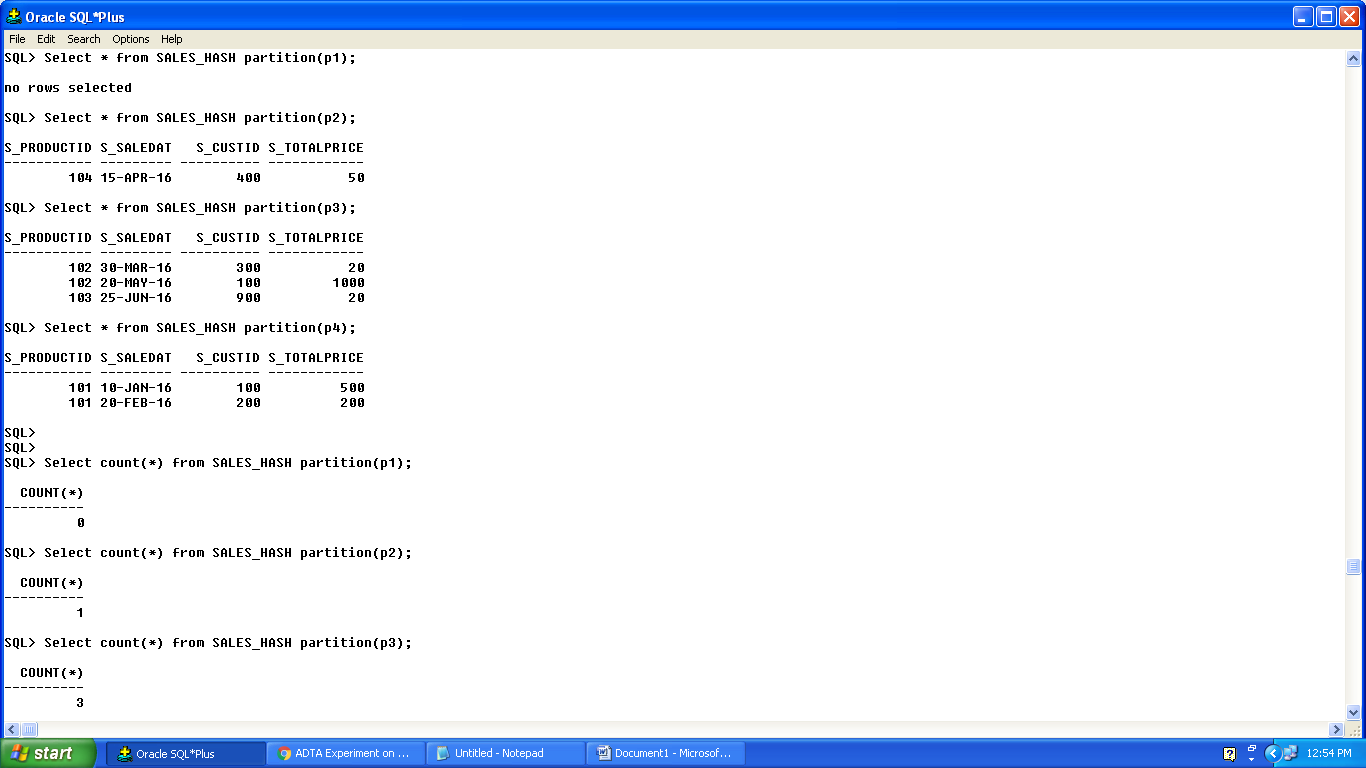 Oracle SQL*Plus
File Edit Search Options Help
SQL> Select * from SALES_HASH partition(p1);
no rows selected
SQL> Select * from SALES_HASH partition(p2);
S_PRODUCTID S_SALEDAT   S_CUSTID S_TOTALPRICE
----------- --------- ---------- ------------
        104 15-APR-16        400           50
SQL> Select * from SALES_HASH partition(p3);
S_PRODUCTID S_SALEDAT   S_CUSTID S_TOTALPRICE
----------- --------- ---------- ------------
        102 30-MAR-16        300           20
        102 20-MAY-16        100         1000
        103 25-JUN-16        900           20
SQL> Select * from SALES_HASH partition(p4);
S_PRODUCTID S_SALEDAT   S_CUSTID S_TOTALPRICE
----------- --------- ---------- ------------
        101 10-JAN-16        100          500
        101 20-FEB-16        200          200
SQL>
SQL>
SQL> Select count(*) from SALES_HASH partition(p1);
  COUNT(*)
----------
         0
SQL> Select count(*) from SALES_HASH partition(p2);
  COUNT(*)
----------
         1
SQL> Select count(*) from SALES_HASH partition(p3);
  COUNT(*)
----------
         3
start Oracle SQL*Plus ADTA Experiment on ... Untitled - Notepad Document1 - Microsof... 12:54 PM